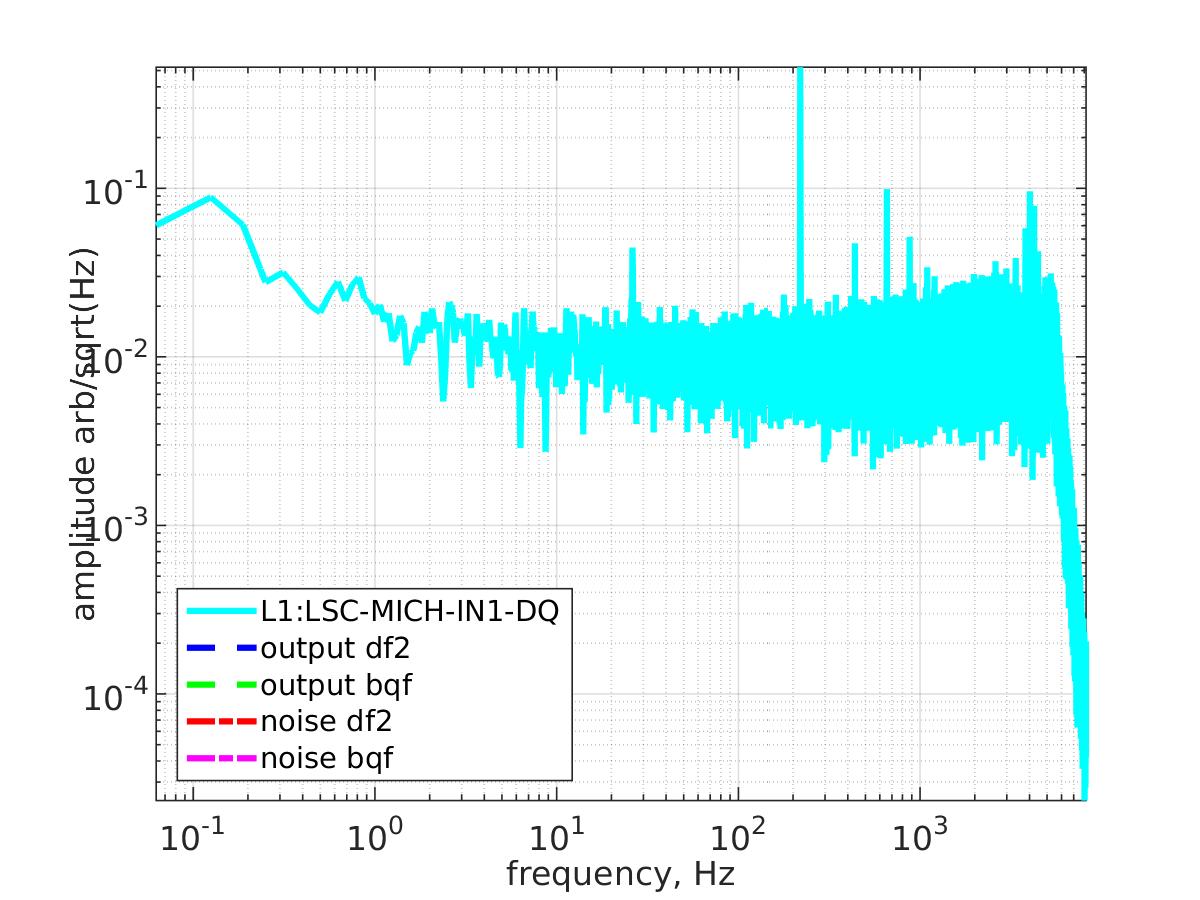 amplitude arb/sqrt(Hz)
10^-1
10^-2
10^-3
10^-4
L1:LSC-MICH-IN1-DQ
output df2
output bqf
noise df2
noise bqf
10^-1 10^0 10^1 10^2 10^3
frequency, Hz